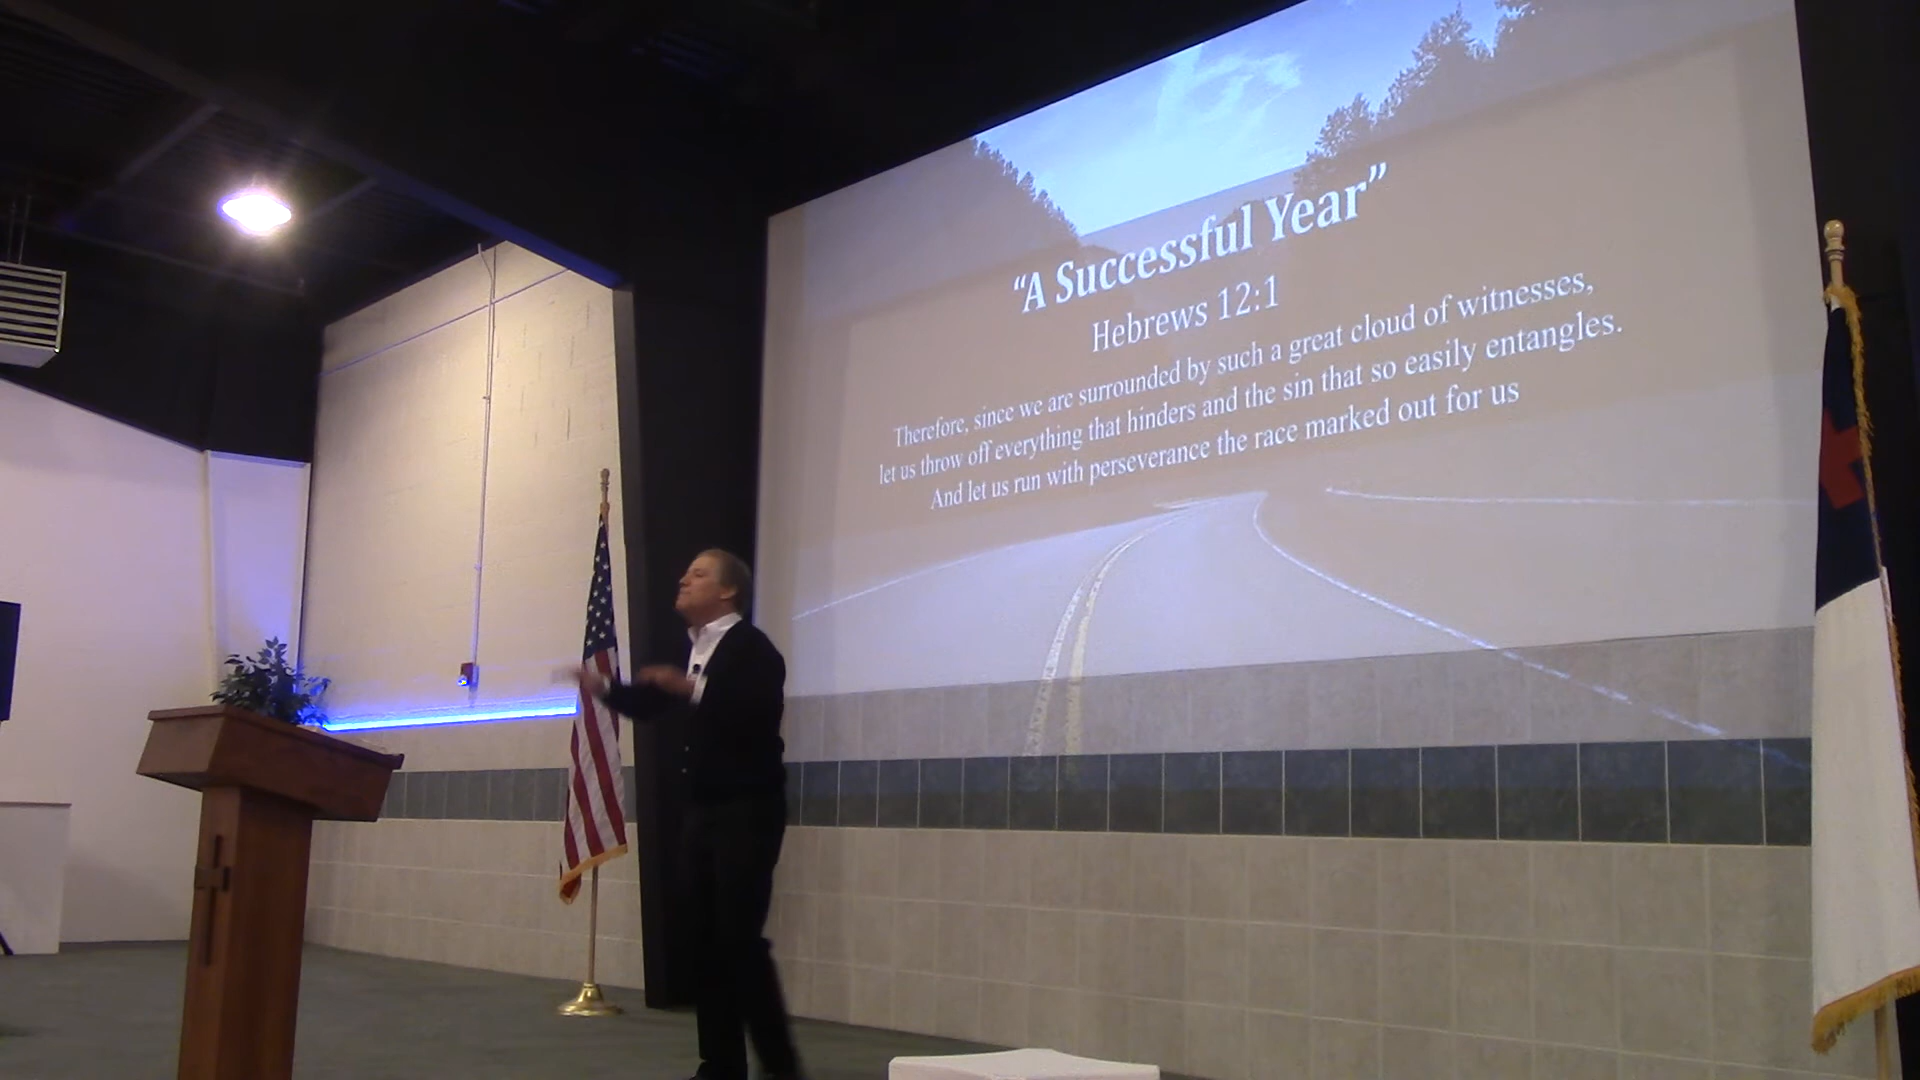 “A Successful Year”
Hebrews 12:1
Therefore, since we are surrounded by such a great cloud of witnesses,
let us throw off everything that hinders and the sin that so easily entangles.
And let us run with perseverance the race marked out for us